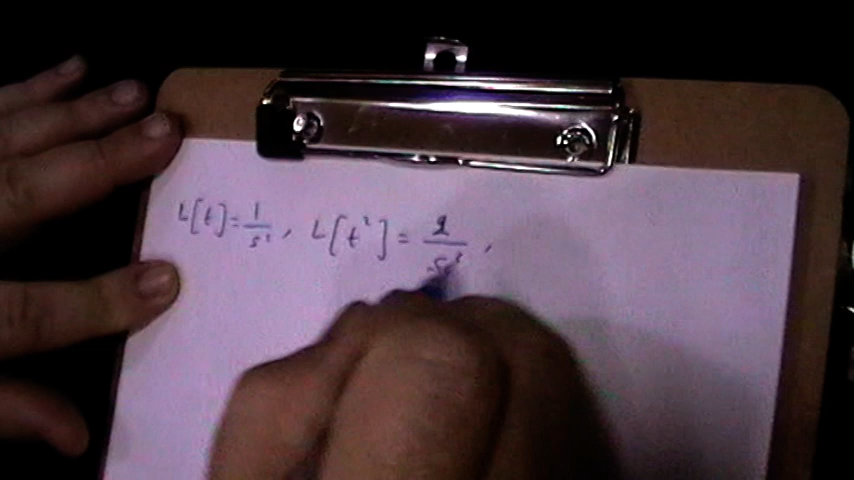 L[t] = 1/s², L[t²] = 2/s³,